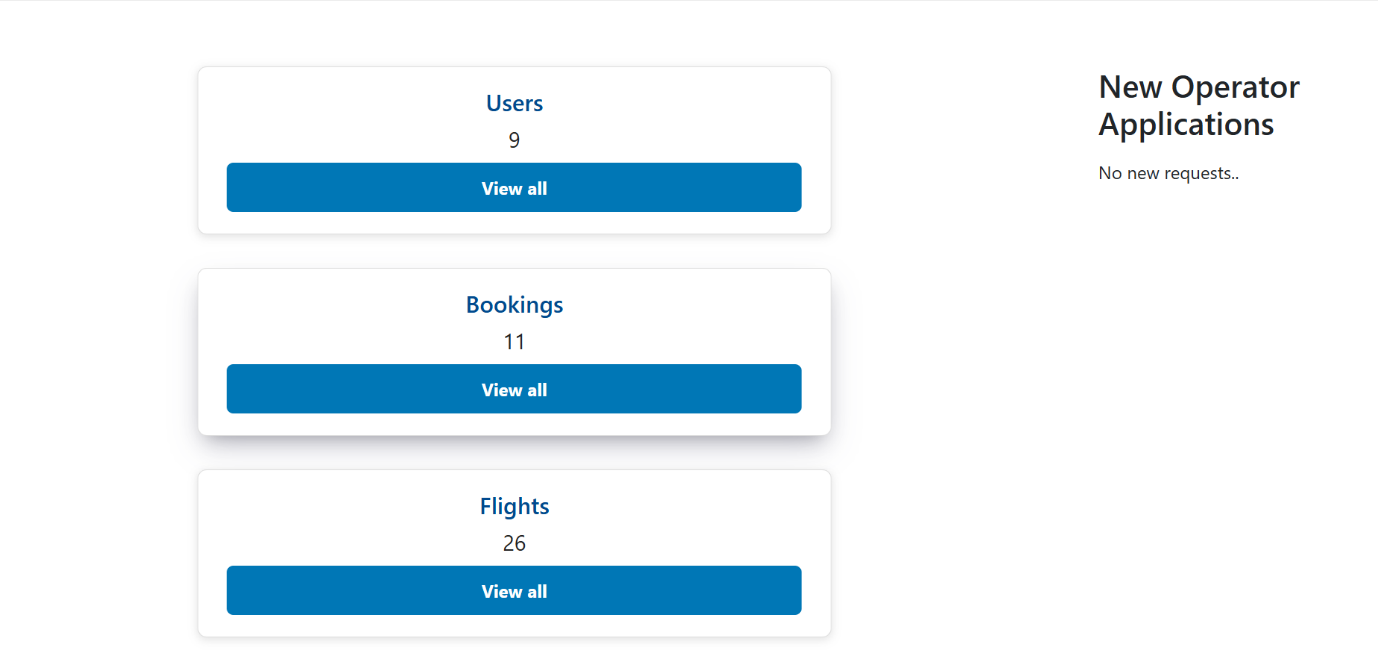 Users
9
View all
Bookings
11
View all
Flights
26
View all
New Operator
Applications
No new requests..